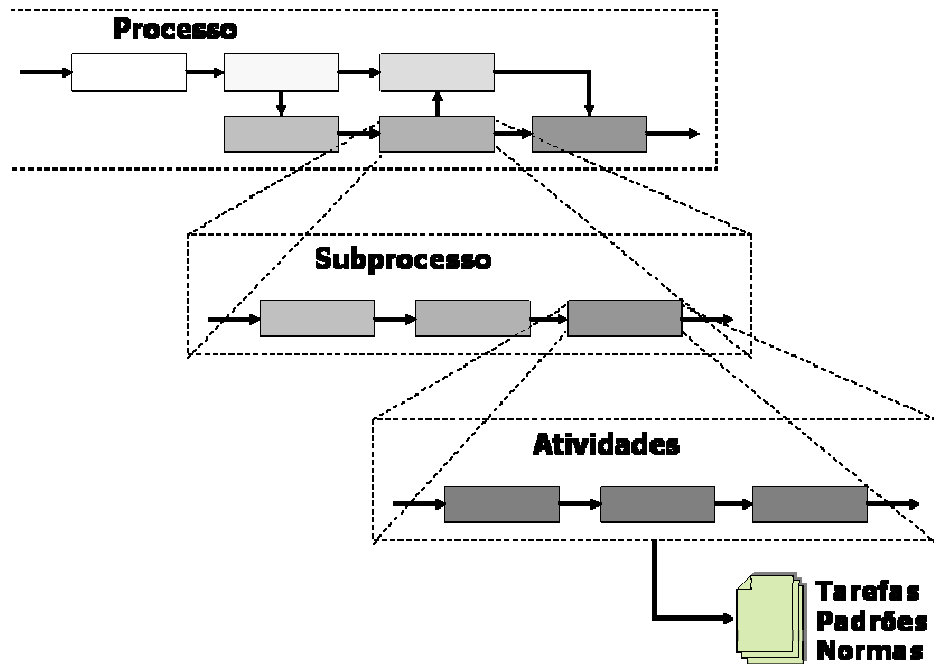 Processo
Subprocesso
Atividades
Tarefas
Padrões
Normas